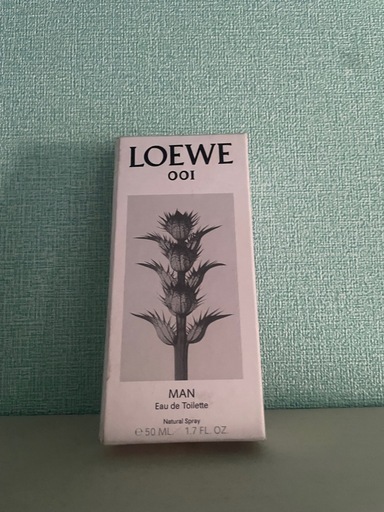 LOEWE
001
MAN
Eau de Toilette
Natural Spray
℮ 50 ML / 1.7 FL. OZ.